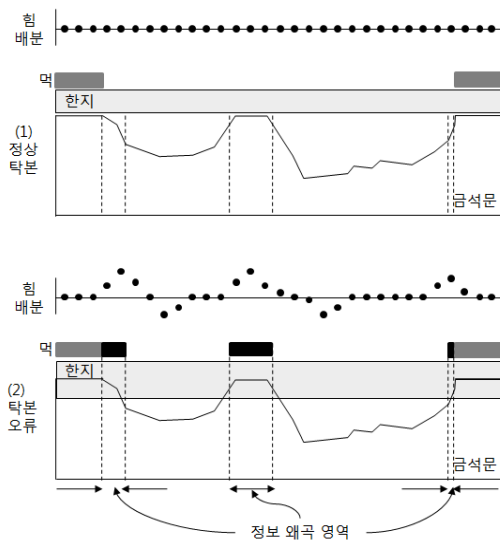 힘
배분
먹
한지
(1)
정상
탁본
금석문
힘
배분
먹
한지
(2)
탁본
오류
금석문
정보 왜곡 영역